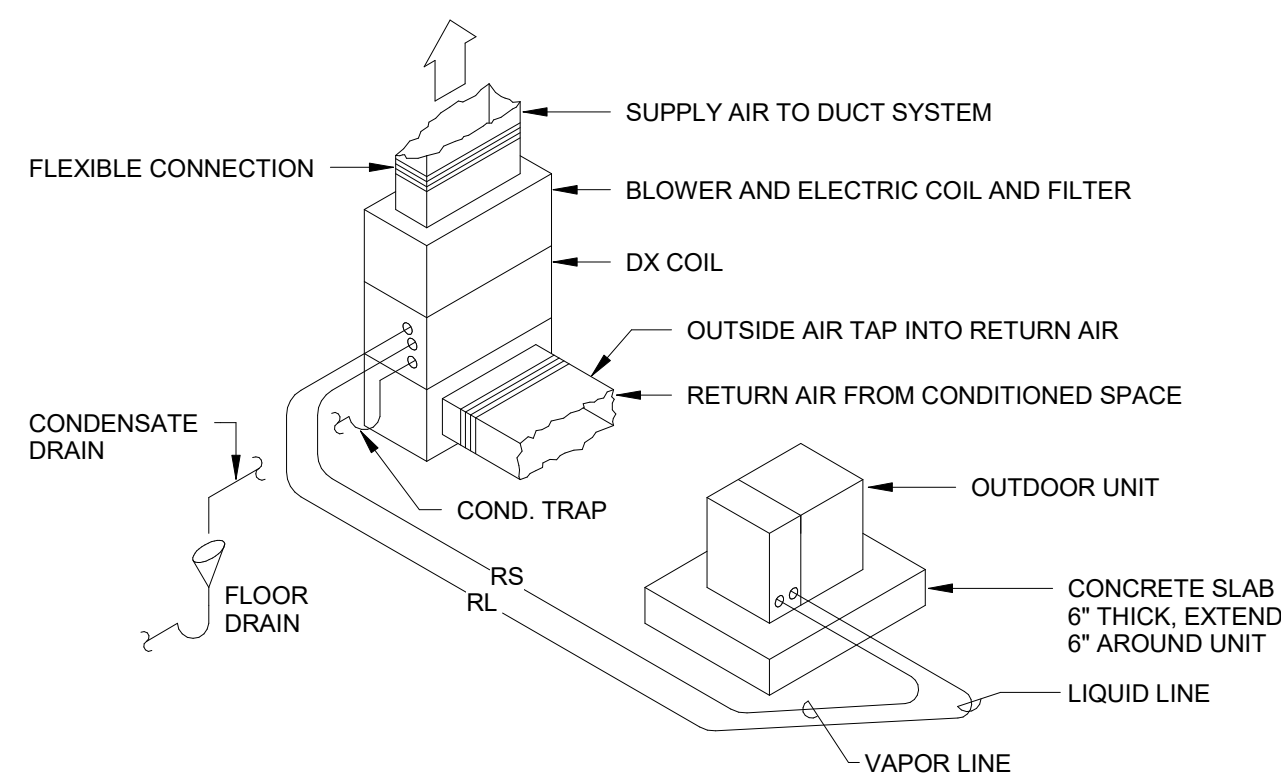 SUPPLY AIR TO DUCT SYSTEM
FLEXIBLE CONNECTION
BLOWER AND ELECTRIC COIL AND FILTER
DX COIL
OUTSIDE AIR TAP INTO RETURN AIR
RETURN AIR FROM CONDITIONED SPACE
CONDENSATE
DRAIN
COND. TRAP
OUTDOOR UNIT
RS
RL
FLOOR
DRAIN
CONCRETE SLAB
6" THICK, EXTEND
6" AROUND UNIT
LIQUID LINE
VAPOR LINE